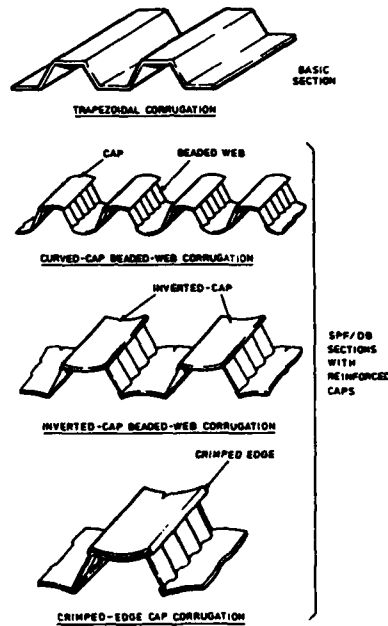 BASIC
SECTION
TRAPEZOIDAL CORRUGATION
CAP
BEADED WEB
CURVED-CAP BEADED-WEB CORRUGATION
INVERTED-CAP
SPF/DB
SECTIONS
WITH
REINFORCED
CAPS
INVERTED-CAP BEADED-WEB CORRUGATION
CRIMPED EDGE
CRIMPED-EDGE CAP CORRUGATION